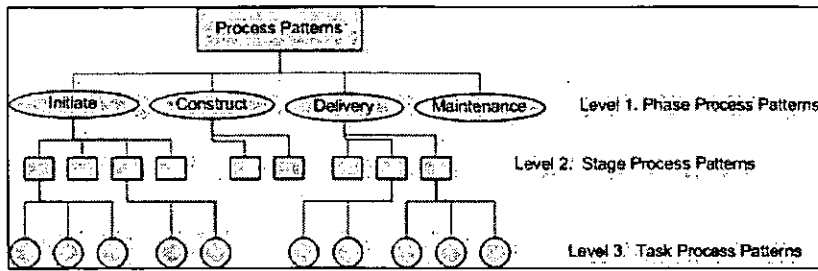 Process Patterns
Initiate
Construct
Delivery
Maintenance
Level 1. Phase Process Patterns
Level 2. Stage Process Patterns
Level 3. Task Process Patterns